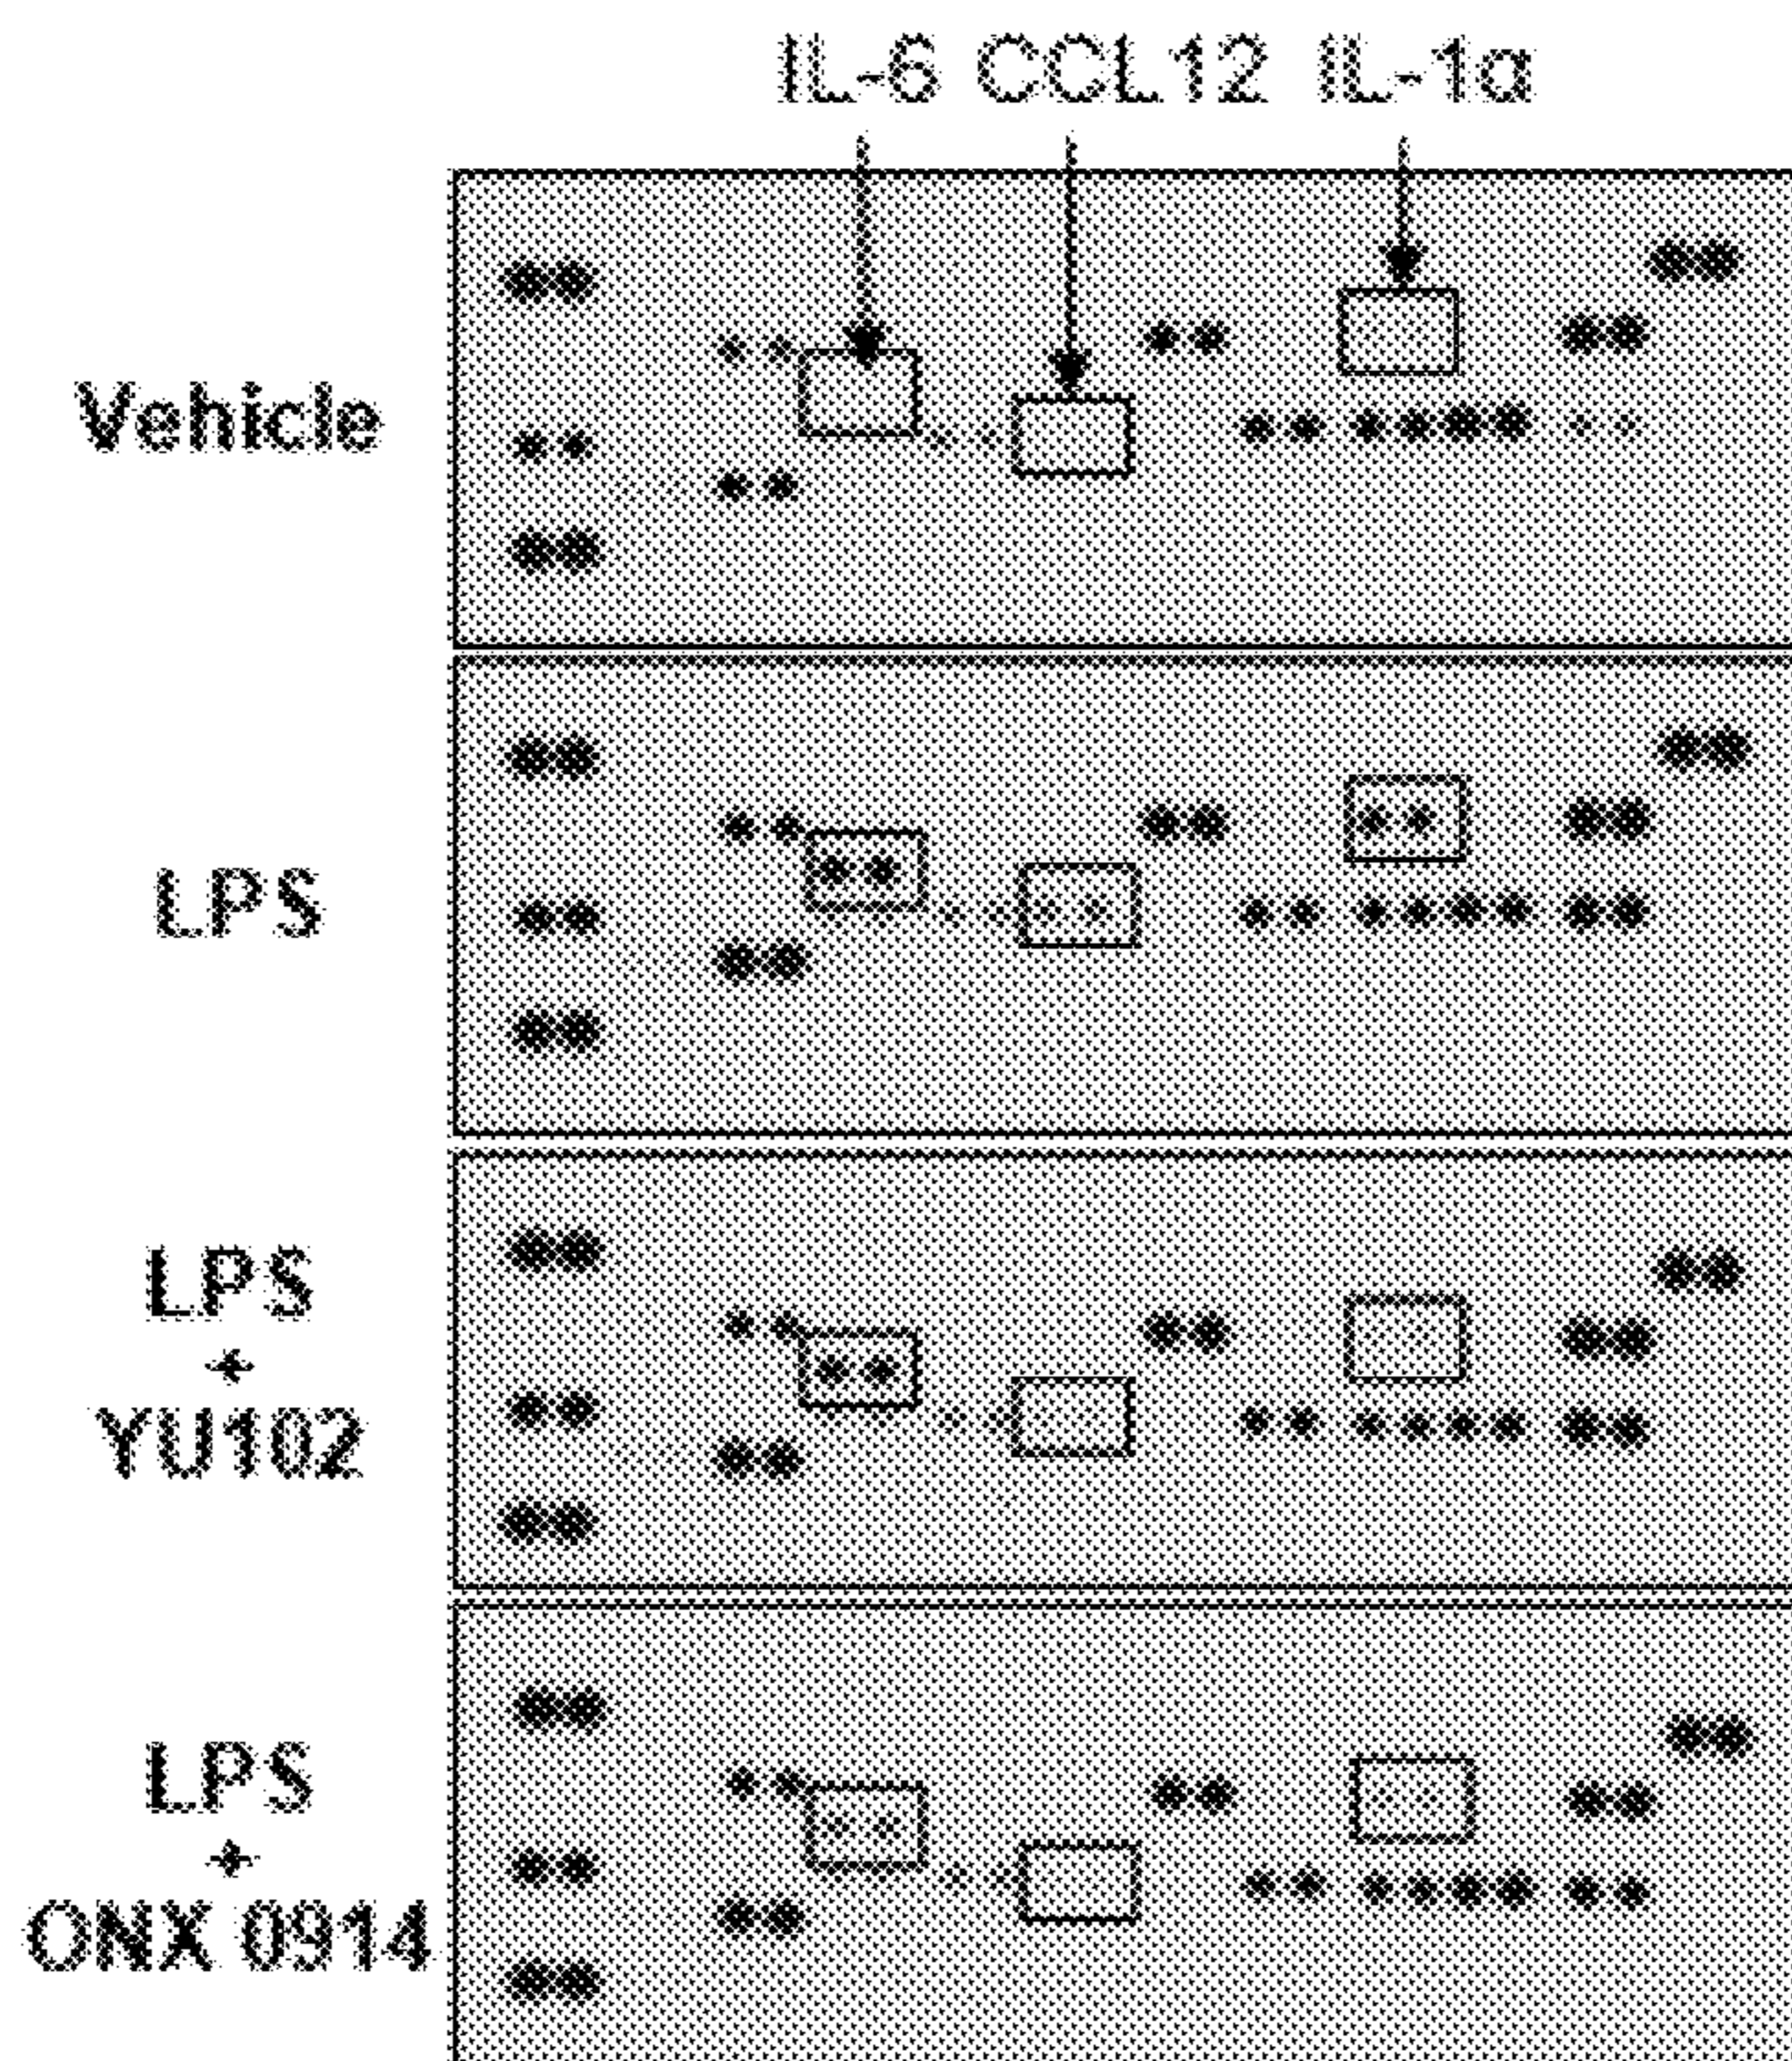 IL-6 CCL12 IL-1α
Vehicle
LPS
LPS
+
YU102
LPS
+
ONX 0914